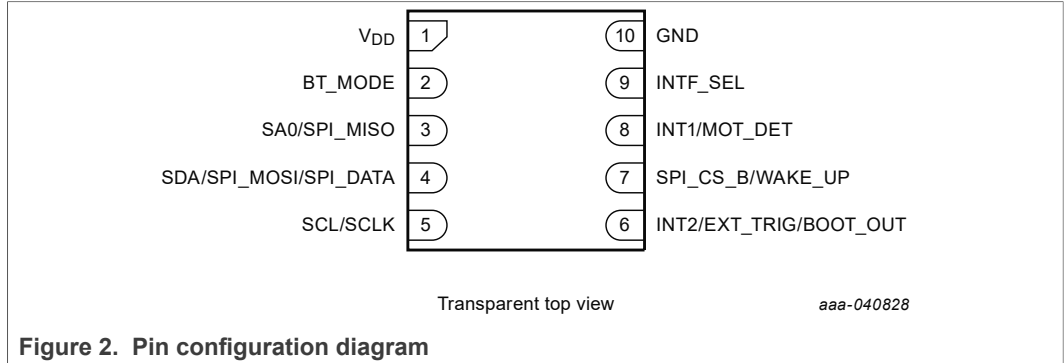 V_DD 1 10 GND
BT_MODE 2 9 INTF_SEL
SA0/SPI_MISO 3 8 INT1/MOT_DET
SDA/SPI_MOSI/SPI_DATA 4 7 SPI_CS_B/WAKE_UP
SCL/SCLK 5 6 INT2/EXT_TRIG/BOOT_OUT
Transparent top view aaa-040828
Figure 2. Pin configuration diagram